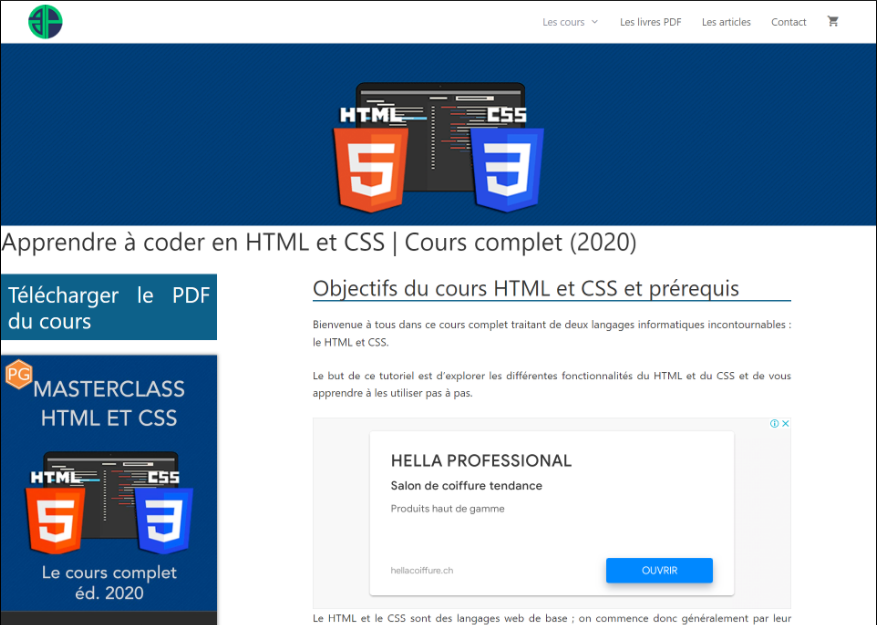 Les cours Les livres PDF Les articles Contact
HTML CSS
5 3
Apprendre à coder en HTML et CSS | Cours complet (2020)
Télécharger le PDF
du cours
PG
MASTERCLASS
HTML ET CSS
HTML CSS
5 3
Le cours complet
éd. 2020
Objectifs du cours HTML et CSS et prérequis
Bienvenue à tous dans ce cours complet traitant de deux langages informatiques incontournables :
le HTML et CSS.
Le but de ce tutoriel est d'explorer les différentes fonctionnalités du HTML et du CSS et de vous
apprendre à les utiliser pas à pas.
HELLA PROFESSIONAL
Salon de coiffure tendance
Produits haut de gamme
hellacoiffure.ch OUVRIR
Le HTML et le CSS sont des langages web de base ; on commence donc généralement par leur